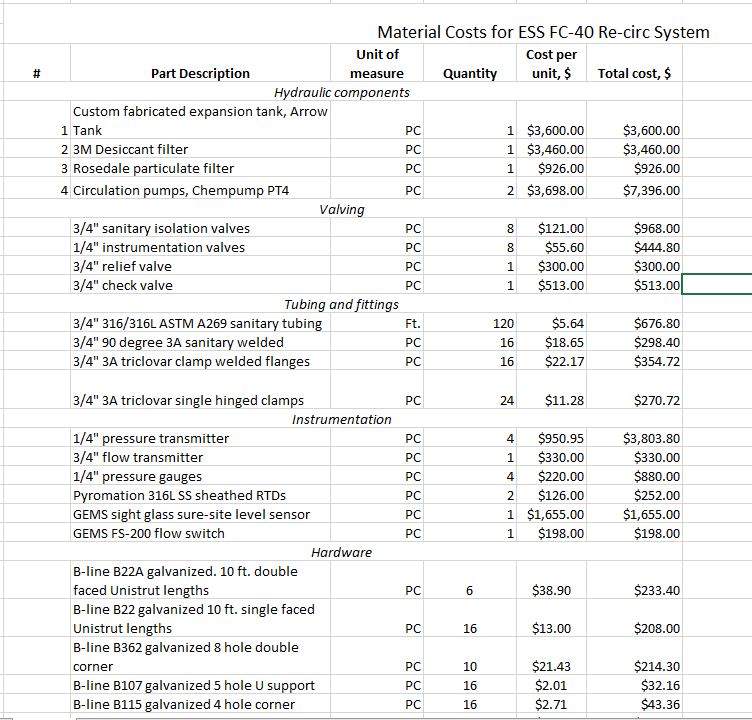 Material Costs for ESS FC-40 Re-circ System
# Part Description Unit of measure Quantity Cost per unit, $ Total cost, $
Hydraulic components
Custom fabricated expansion tank, Arrow
1 Tank PC 1 $3,600.00 $3,600.00
2 3M Desiccant filter PC 1 $3,460.00 $3,460.00
3 Rosedale particulate filter PC 1 $926.00 $926.00
4 Circulation pumps, Chempump PT4 PC 2 $3,698.00 $7,396.00
Valving
3/4" sanitary isolation valves PC 8 $121.00 $968.00
1/4" instrumentation valves PC 8 $55.60 $444.80
3/4" relief valve PC 1 $300.00 $300.00
3/4" check valve PC 1 $513.00 $513.00
Tubing and fittings
3/4" 316/316L ASTM A269 sanitary tubing Ft. 120 $5.64 $676.80
3/4" 90 degree 3A sanitary welded PC 16 $18.65 $298.40
3/4" 3A triclovar clamp welded flanges PC 16 $22.17 $354.72
3/4" 3A triclovar single hinged clamps PC 24 $11.28 $270.72
Instrumentation
1/4" pressure transmitter PC 4 $950.95 $3,803.80
3/4" flow transmitter PC 1 $330.00 $330.00
1/4" pressure gauges PC 4 $220.00 $880.00
Pyromation 316L SS sheathed RTDs PC 2 $126.00 $252.00
GEMS sight glass sure-site level sensor PC 1 $1,655.00 $1,655.00
GEMS FS-200 flow switch PC 1 $198.00 $198.00
Hardware
B-line B22A galvanized. 10 ft. double
faced Unistrut lengths PC 6 $38.90 $233.40
B-line B22 galvanized 10 ft. single faced
Unistrut lengths PC 16 $13.00 $208.00
B-line B362 galvanized 8 hole double
corner PC 10 $21.43 $214.30
B-line B107 galvanized 5 hole U support PC 16 $2.01 $32.16
B-line B115 galvanized 4 hole corner PC 16 $2.71 $43.36